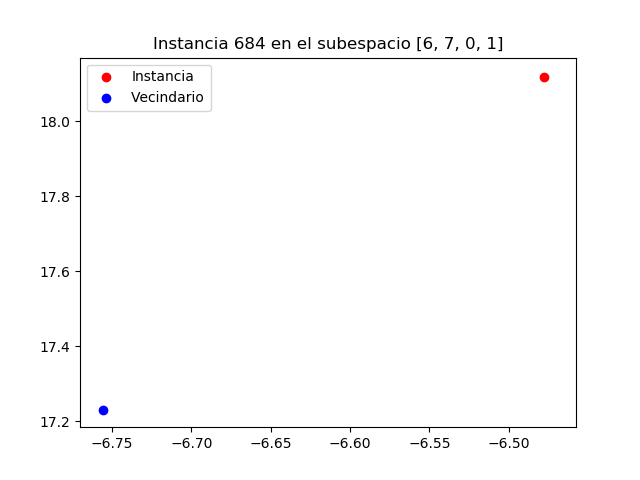 Instancia 684 en el subespacio [6, 7, 0, 1]
Instancia
Vecindario
18.0
17.8
17.6
17.4
17.2
−6.75 −6.70 −6.65 −6.60 −6.55 −6.50